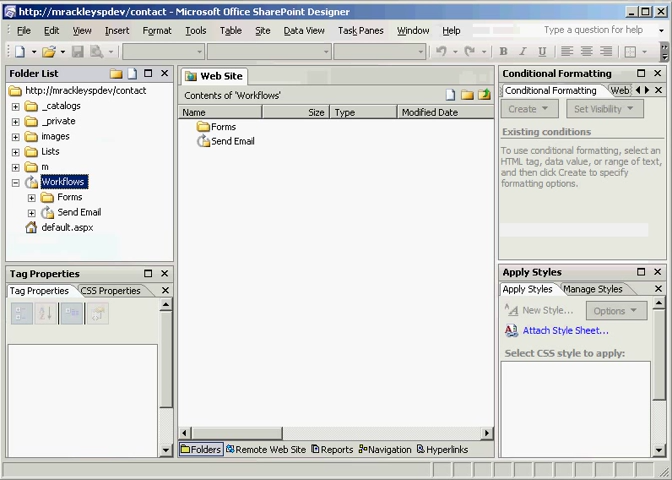 http://mrackleyspdev/contact - Microsoft Office SharePoint Designer
File Edit View Insert Format Tools Table Site Data View Task Panes Window Help Type a question for help
B I U
Folder List
http://mrackleyspdev/contact
_catalogs
_private
images
Lists
m
Workflows
Forms
Send Email
default.aspx
Tag Properties
Tag Properties CSS Properties
Web Site
Contents of 'Workflows'
Name Size Type Modified Date
Forms
Send Email
Folders Remote Web Site Reports Navigation Hyperlinks
Conditional Formatting
Conditional Formatting Web
Create Set Visibility
Existing conditions
To use conditional formatting, select an
HTML tag, data value, or range of text,
and then click Create to specify
formatting options.
Apply Styles
Apply Styles Manage Styles
New Style... Options
Attach Style Sheet...
Select CSS style to apply: